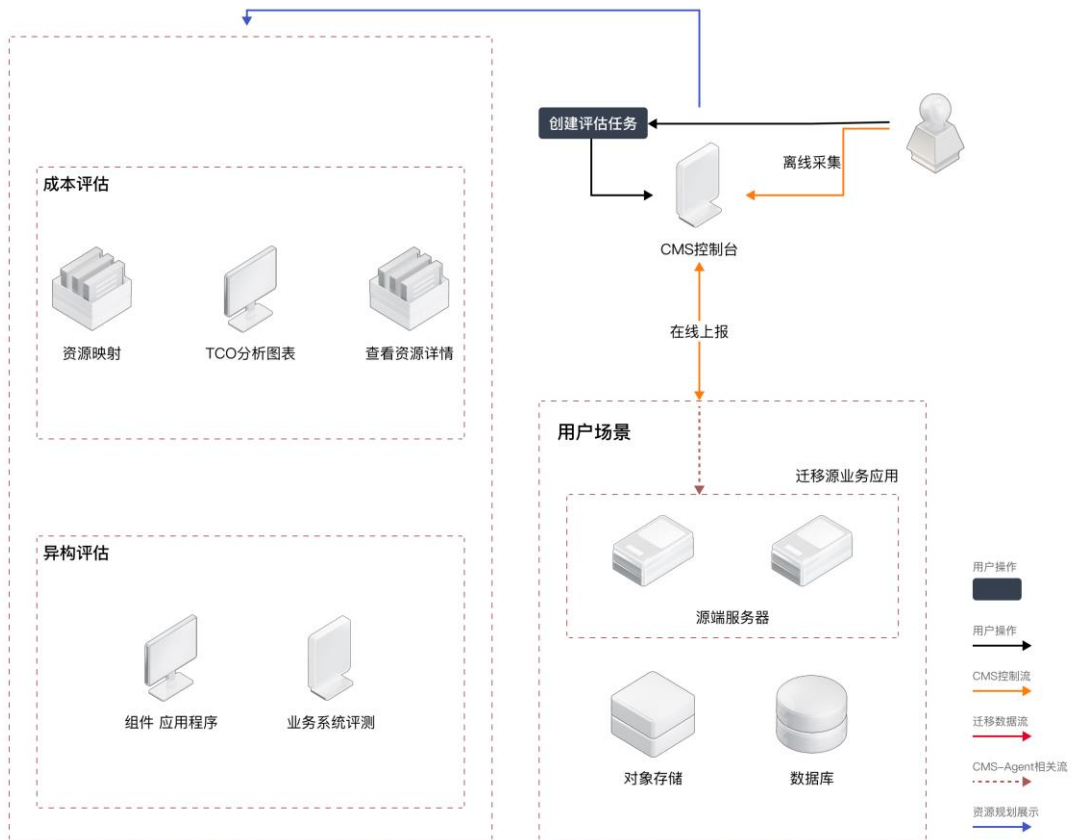 创建评估任务
离线采集
成本评估
CMS控制台
在线上报
资源映射
TCO分析图表
查看资源详情
用户场景
迁移源业务应用
异构评估
源端服务器
组件 应用程序
业务系统评测
对象存储
数据库
用户操作
用户操作
CMS控制流
迁移数据流
CMS-Agent相关流
资源规划展示